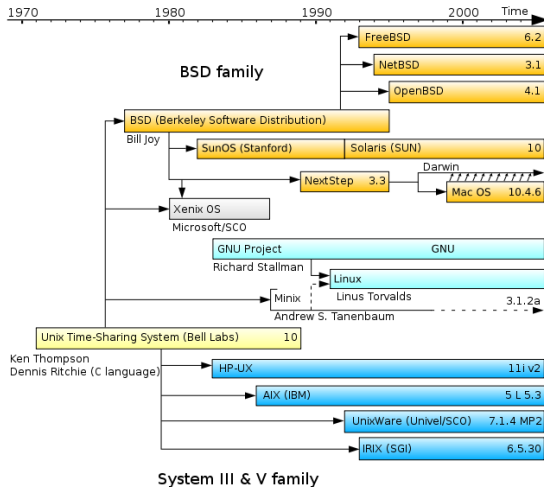 1970 1980 1990 2000 Time
FreeBSD 6.2
NetBSD 3.1
BSD family
OpenBSD 4.1
BSD (Berkeley Software Distribution)
Bill Joy
SunOS (Stanford) Solaris (SUN) 10
Darwin
NextStep 3.3
Mac OS 10.4.6
Xenix OS
Microsoft/SCO
GNU Project GNU
Richard Stallman
Linux
Minix Linus Torvalds 3.1.2a
Andrew S. Tanenbaum
Unix Time-Sharing System (Bell Labs) 10
Ken Thompson
Dennis Ritchie (C language)
HP-UX 11i v2
AIX (IBM) 5 L 5.3
UnixWare (Univel/SCO) 7.1.4 MP2
IRIX (SGI) 6.5.30
System III & V family